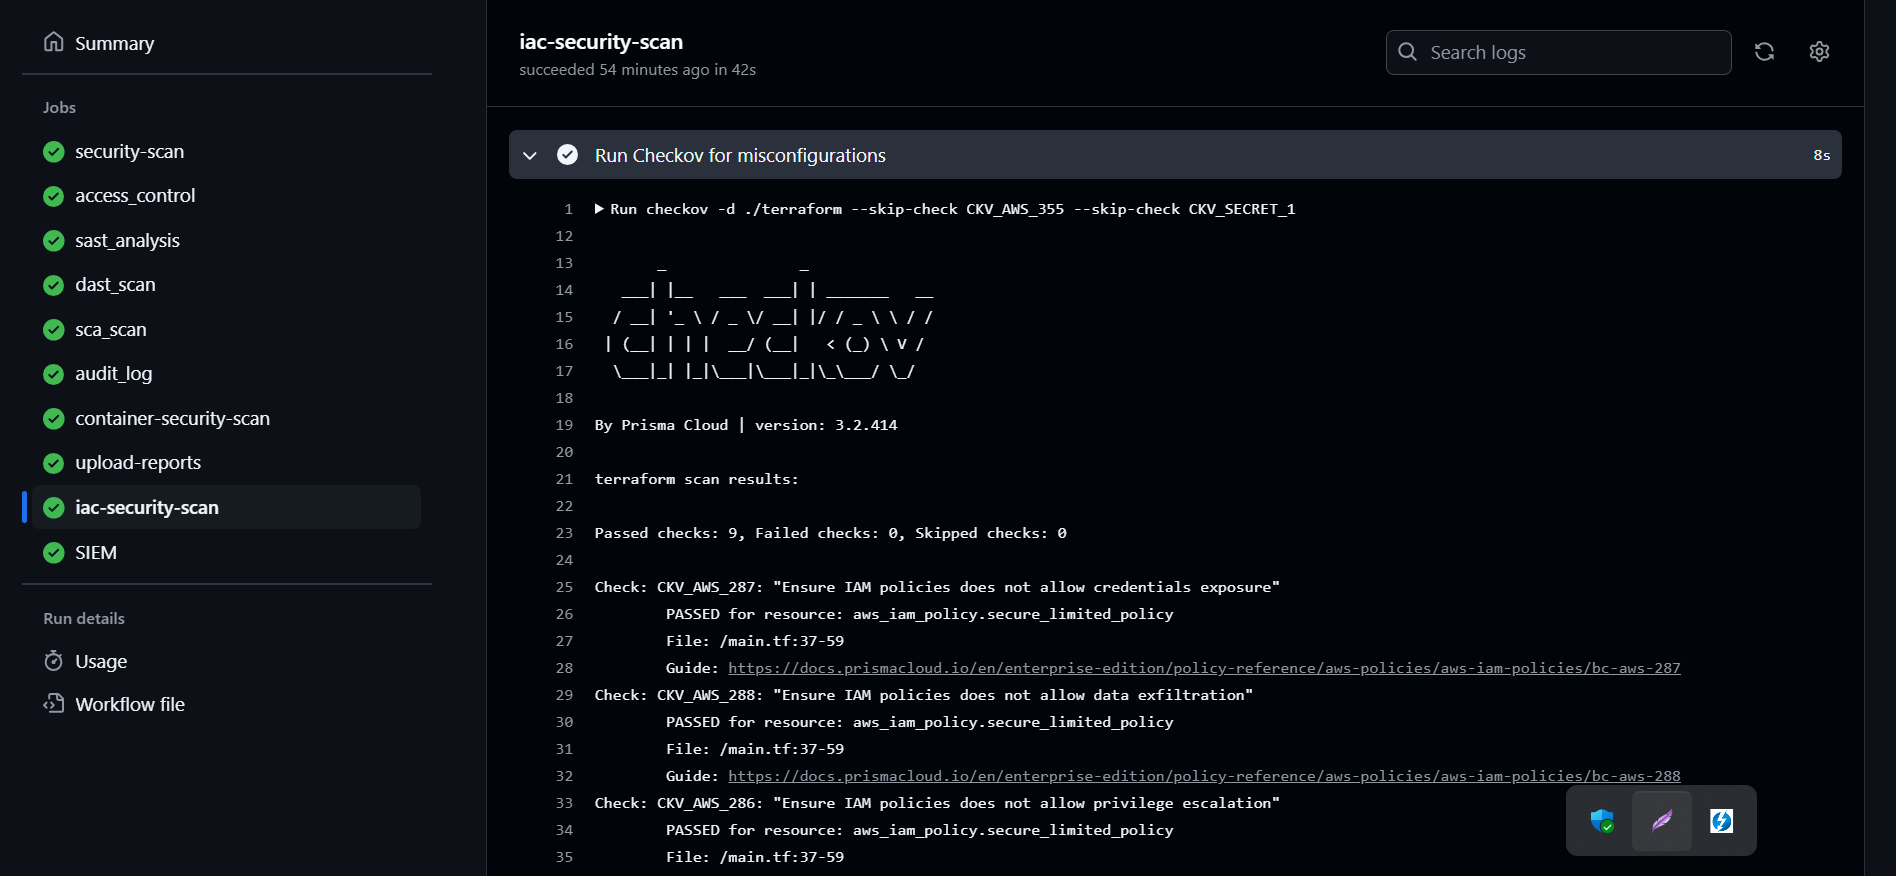 Summary
Jobs
security-scan
access_control
sast_analysis
dast_scan
sca_scan
audit_log
container-security-scan
upload-reports
iac-security-scan
SIEM
Run details
Usage
Workflow file
iac-security-scan
succeeded 54 minutes ago in 42s
Search logs
Run Checkov for misconfigurations 8s
1 Run checkov -d ./terraform --skip-check CKV_AWS_355 --skip-check CKV_SECRET_1
12
13        _               _
14    ___| |__   ___  ___| | _______   __
15   / __| '_ \ / _ \/ __| |/ / _ \ \ / /
16  | (__| | | |  __/ (__|   < (_) \ V /
17   \___|_| |_|\___|\___|_|\_\___/ \_/
18
19 By Prisma Cloud | version: 3.2.414
20
21 terraform scan results:
22
23 Passed checks: 9, Failed checks: 0, Skipped checks: 0
24
25 Check: CKV_AWS_287: "Ensure IAM policies does not allow credentials exposure"
26 PASSED for resource: aws_iam_policy.secure_limited_policy
27 File: /main.tf:37-59
28 Guide: https://docs.prismacloud.io/en/enterprise-edition/policy-reference/aws-policies/aws-iam-policies/bc-aws-287
29 Check: CKV_AWS_288: "Ensure IAM policies does not allow data exfiltration"
30 PASSED for resource: aws_iam_policy.secure_limited_policy
31 File: /main.tf:37-59
32 Guide: https://docs.prismacloud.io/en/enterprise-edition/policy-reference/aws-policies/aws-iam-policies/bc-aws-288
33 Check: CKV_AWS_286: "Ensure IAM policies does not allow privilege escalation"
34 PASSED for resource: aws_iam_policy.secure_limited_policy
35 File: /main.tf:37-59